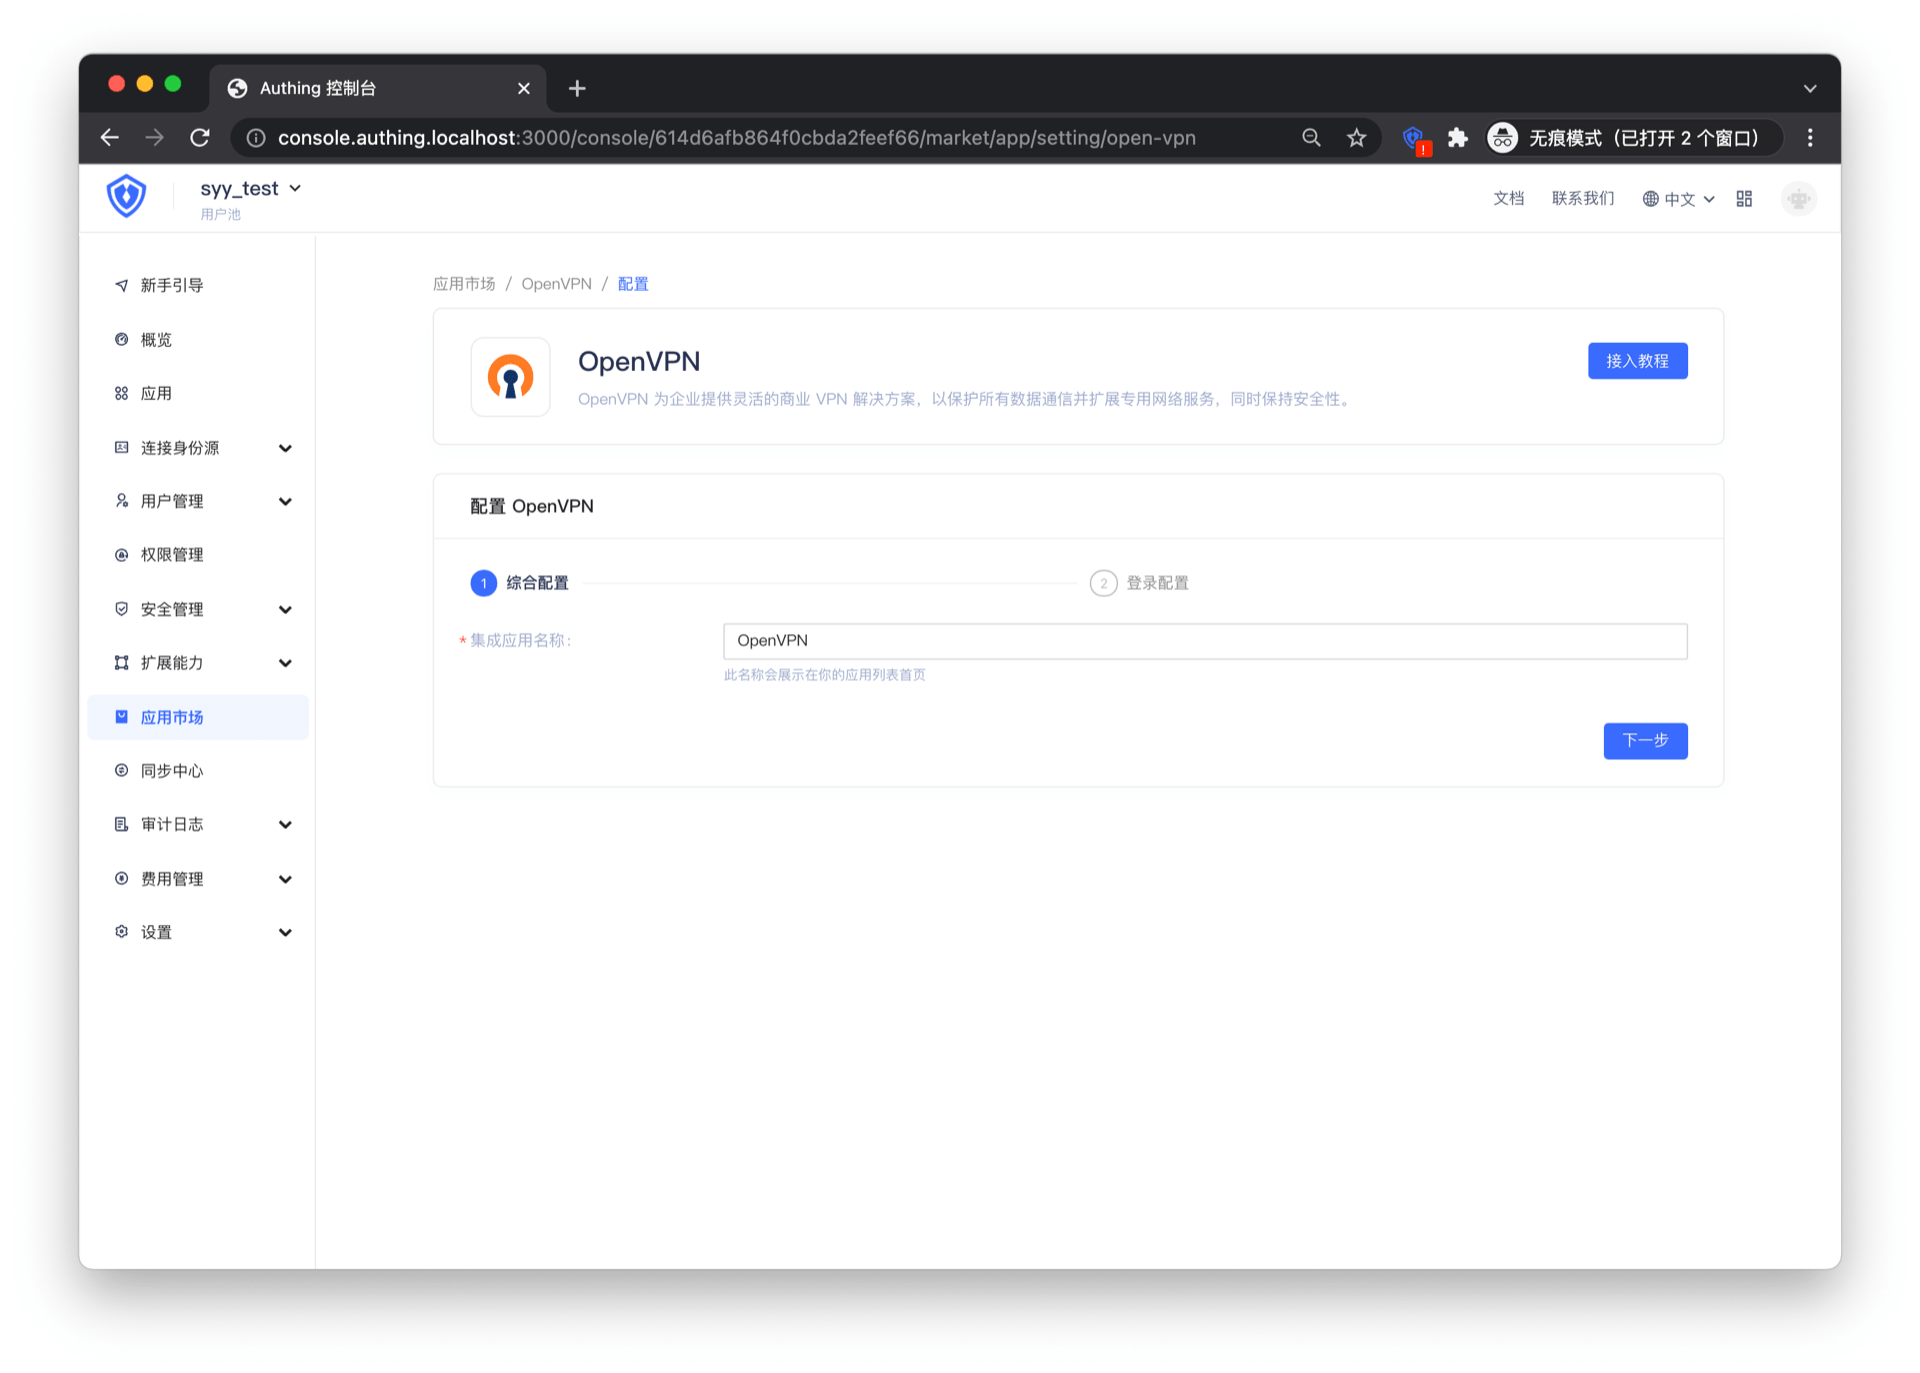 Authing 控制台
console.authing.localhost:3000/console/614d6afb864f0cbda2feef66/market/app/setting/open-vpn
无痕模式（已打开 2 个窗口）
syy_test
用户池
文档
联系我们
中文
新手引导
概览
应用
连接身份源
用户管理
权限管理
安全管理
扩展能力
应用市场
同步中心
审计日志
费用管理
设置
应用市场 / OpenVPN / 配置
OpenVPN
OpenVPN 为企业提供灵活的商业 VPN 解决方案，以保护所有数据通信并扩展专用网络服务，同时保持安全性。
接入教程
配置 OpenVPN
1 综合配置
2 登录配置
* 集成应用名称:
OpenVPN
此名称会展示在你的应用列表首页
下一步